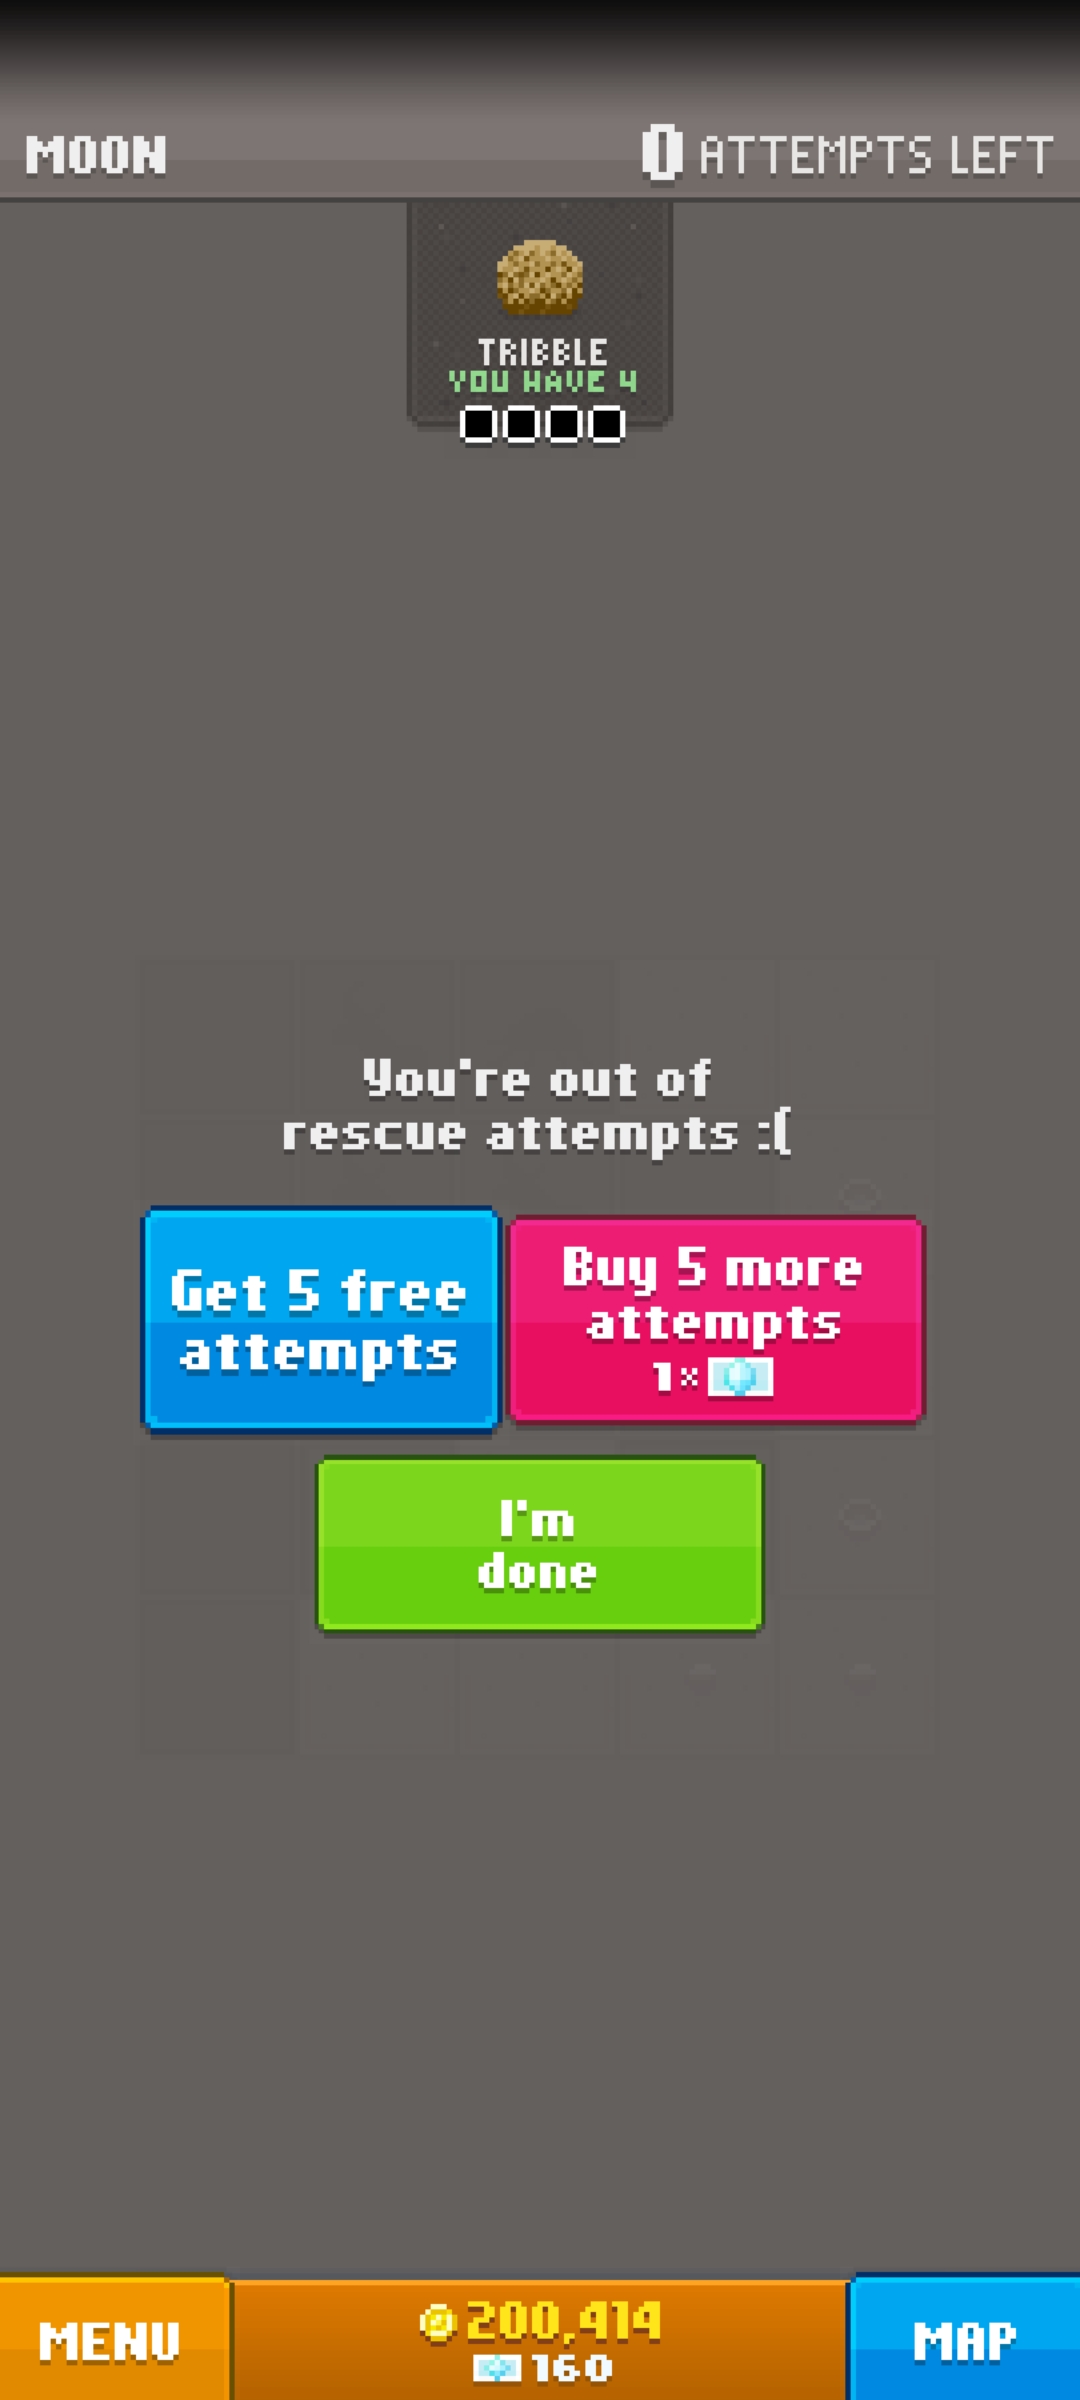 MOON
0 ATTEMPTS LEFT
TRIBBLE
YOU HAVE 4
You're out of
rescue attempts :(
Get 5 free
attempts
Buy 5 more
attempts
1×
I'm
done
MENU
200,414
160
MAP